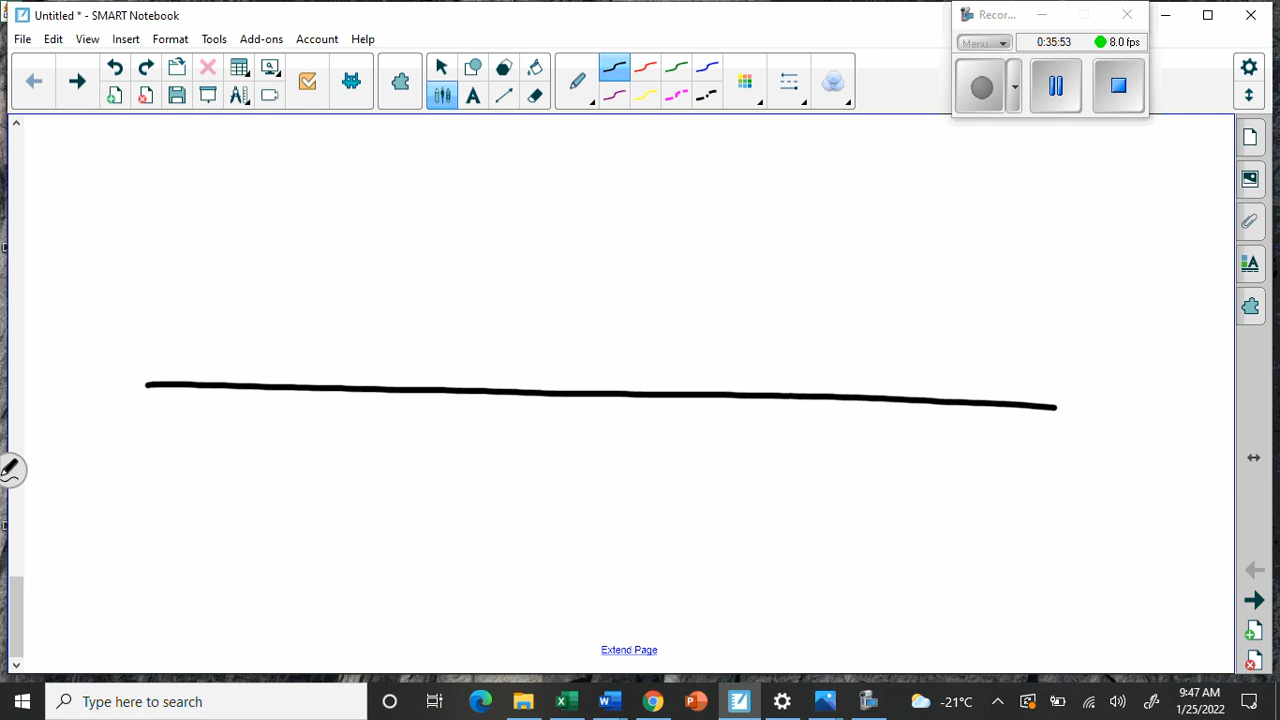 Untitled * - SMART Notebook
Recor...
File Edit View Insert Format Tools Add-ons Account Help
Menu
0:35:53
8.0 fps
Extend Page
Type here to search
-21°C
9:47 AM
1/25/2022